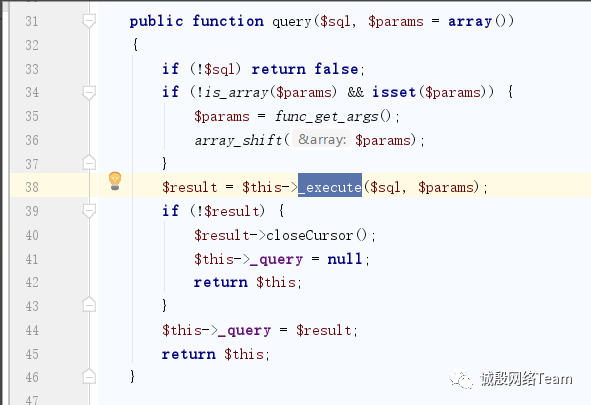 31 public function query($sql, $params = array())
32 {
33 if (!$sql) return false;
34 if (!is_array($params) && isset($params)) {
35 $params = func_get_args();
36 array_shift( &array: $params);
37 }
38 $result = $this->_execute($sql, $params);
39 if (!$result) {
40 $result->closeCursor();
41 $this->_query = null;
42 return $this;
43 }
44 $this->_query = $result;
45 return $this;
46 }
诚殷网络Team